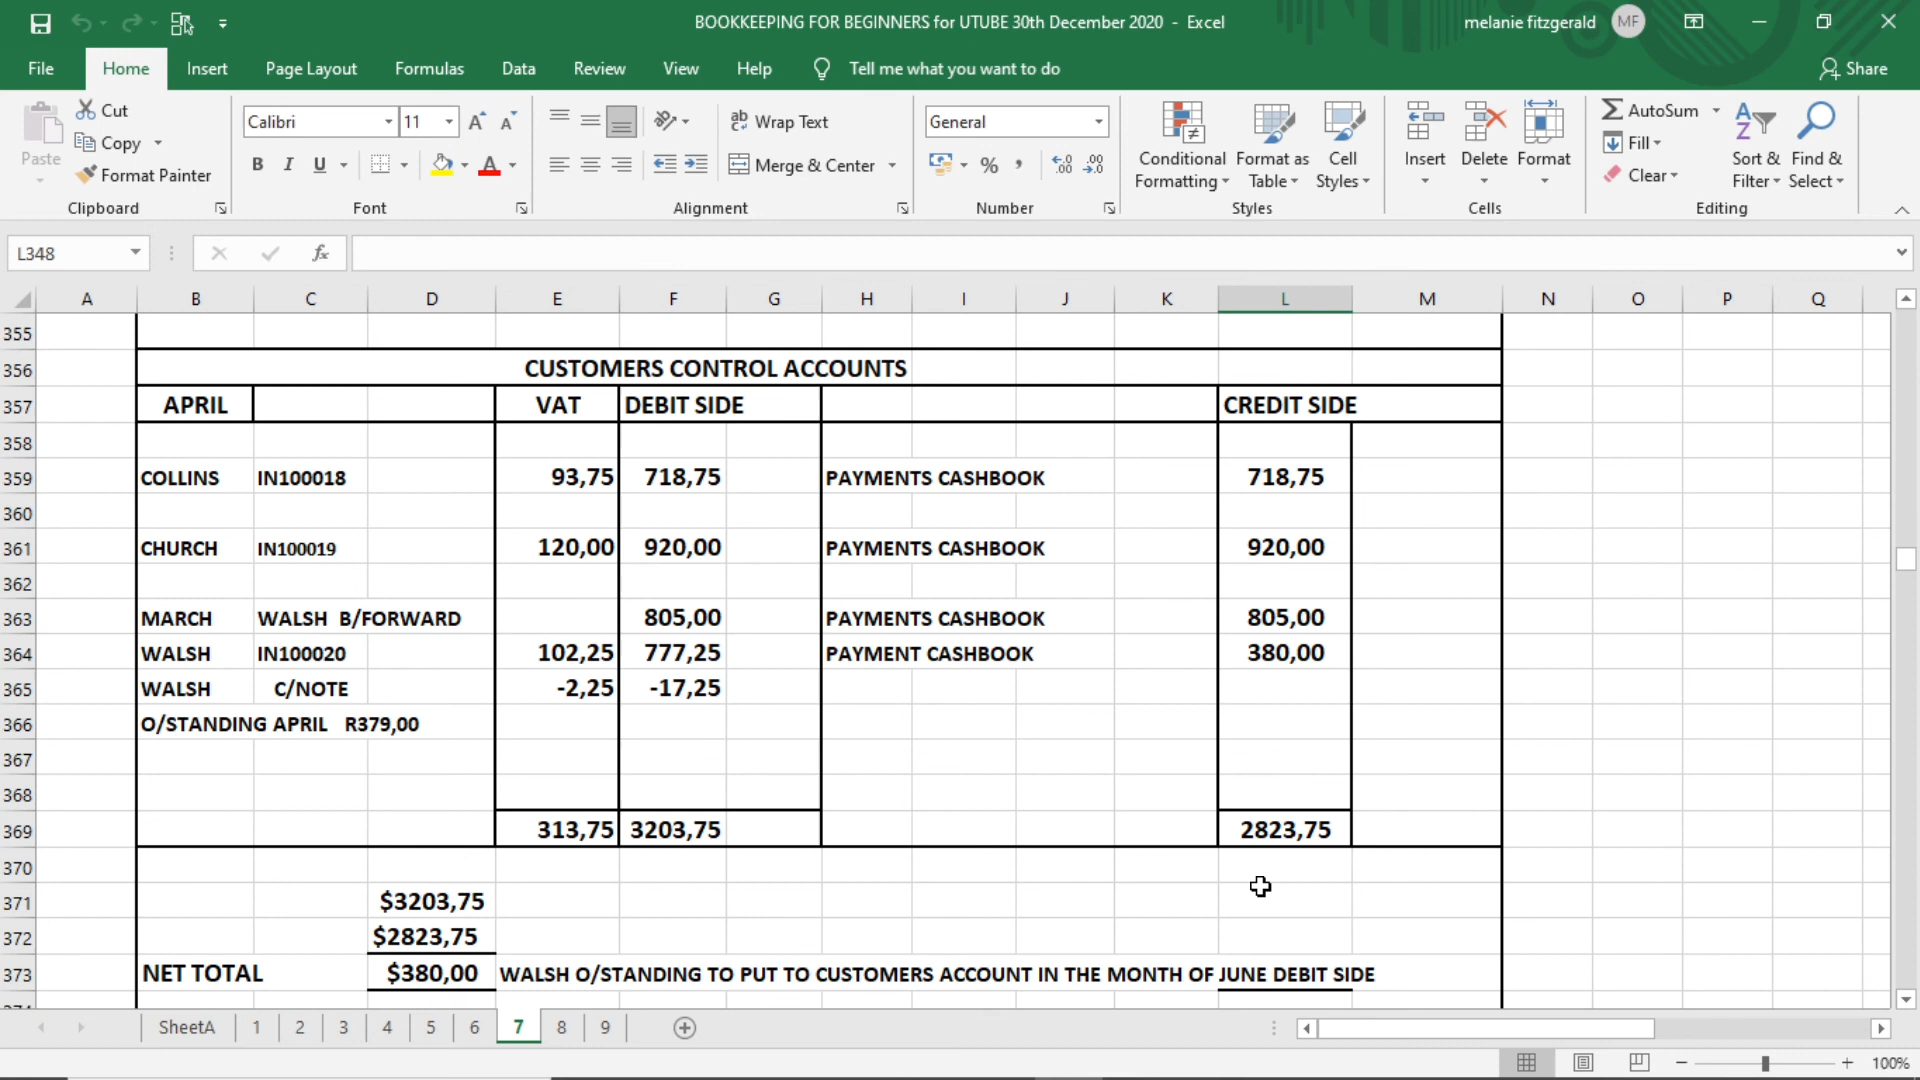 BOOKKEEPING FOR BEGINNERS for UTUBE 30th December 2020 - Excel
melanie fitzgerald MF
File Home Insert Page Layout Formulas Data Review View Help Tell me what you want to do Share
Paste Cut Copy Format Painter
Calibri 11 A A B I U A
Wrap Text Merge & Center
General % ,
Conditional Formatting Format as Table Cell Styles
Insert Delete Format
AutoSum Fill Clear Sort & Filter Find & Select
Clipboard Font Alignment Number Styles Cells Editing
L348 fx
A B C D E F G H I J K L M N O P Q
355
356 CUSTOMERS CONTROL ACCOUNTS
357 APRIL VAT DEBIT SIDE CREDIT SIDE
358
359 COLLINS IN100018 93,75 718,75 PAYMENTS CASHBOOK 718,75
360
361 CHURCH IN100019 120,00 920,00 PAYMENTS CASHBOOK 920,00
362
363 MARCH WALSH B/FORWARD 805,00 PAYMENTS CASHBOOK 805,00
364 WALSH IN100020 102,25 777,25 PAYMENT CASHBOOK 380,00
365 WALSH C/NOTE -2,25 -17,25
366 O/STANDING APRIL R379,00
367
368
369 313,75 3203,75 2823,75
370
371 $3203,75
372 $2823,75
373 NET TOTAL $380,00 WALSH O/STANDING TO PUT TO CUSTOMERS ACCOUNT IN THE MONTH OF JUNE DEBIT SIDE
SheetA 1 2 3 4 5 6 7 8 9
100%